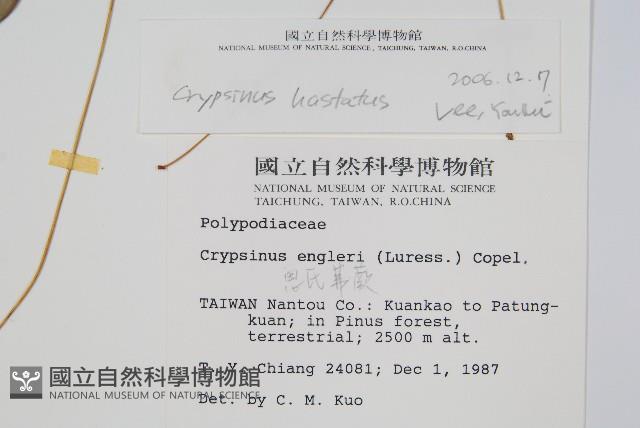 國立自然科學博物館
NATIONAL MUSEUM OF NATURAL SCIENCE, TAICHUNG, TAIWAN, R.O.CHINA
2006.12.7
Crypsinus hastatus
Lee,
國立自然科學博物館
NATIONAL MUSEUM OF NATURAL SCIENCE
TAICHUNG, TAIWAN, R.O.CHINA
Polypodiaceae
Crypsinus engleri (Luress.) Copel.
恩氏茀蕨
TAIWAN Nantou Co.: Kuankao to Patung-
kuan; in Pinus forest,
terrestrial; 2500 m alt.
T. Y. Chiang 24081; Dec 1, 1987
Det. by C. M. Kuo
國立自然科學博物館
NATIONAL MUSEUM OF NATURAL SCIENCE